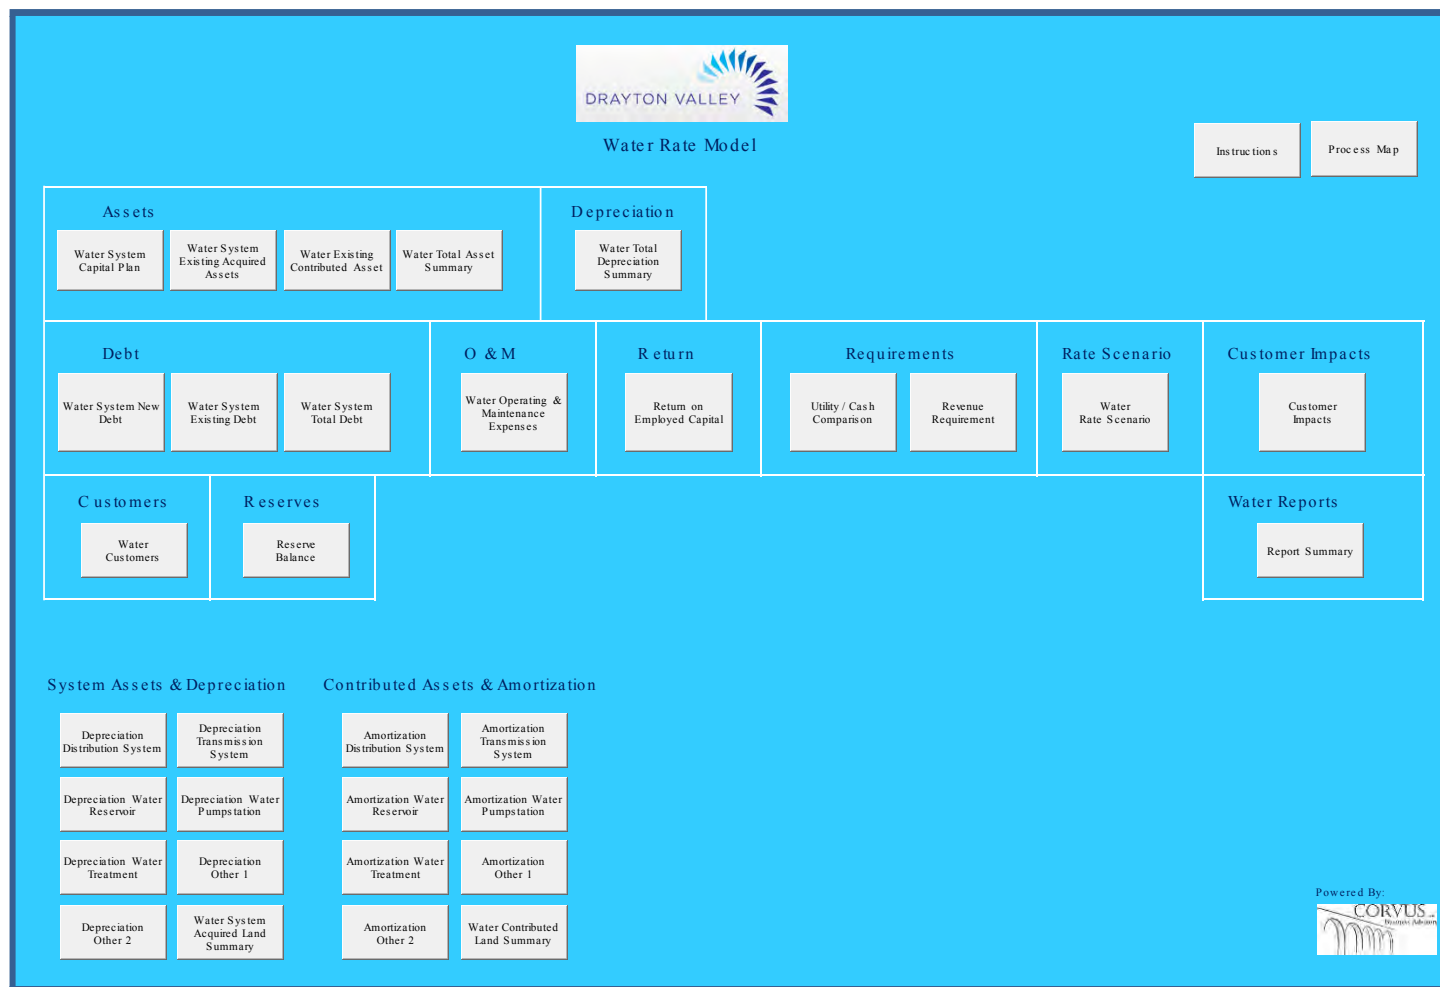 DRAYTON VALLEY
Water Rate Model
Instructions
Process Map
Assets
Water System
Capital Plan
Water System
Existing Acquired
Assets
Water Existing
Contributed Asset
Water Total Asset
Summary
Depreciation
Water Total
Depreciation
Summary
Debt
Water System New
Debt
Water System
Existing Debt
Water System
Total Debt
O & M
Water Operating &
Maintenance
Expenses
Return
Return on
Employed Capital
Requirements
Utility / Cash
Comparison
Revenue
Requirement
Rate Scenario
Water
Rate Scenario
Customer Impacts
Customer
Impacts
Customers
Water
Customers
Reserves
Reserve
Balance
Water Reports
Report Summary
System Assets & Depreciation
Depreciation
Distribution System
Depreciation
Transmission
System
Depreciation Water
Reservoir
Depreciation Water
Pumpstation
Depreciation Water
Treatment
Depreciation
Other 1
Depreciation
Other 2
Water System
Acquired Land
Summary
Contributed Assets & Amortization
Amortization
Distribution System
Amortization
Transmission
System
Amortization Water
Reservoir
Amortization Water
Pumpstation
Amortization Water
Treatment
Amortization
Other 1
Amortization
Other 2
Water Contributed
Land Summary
Powered By:
CORVUS
Business Advisory